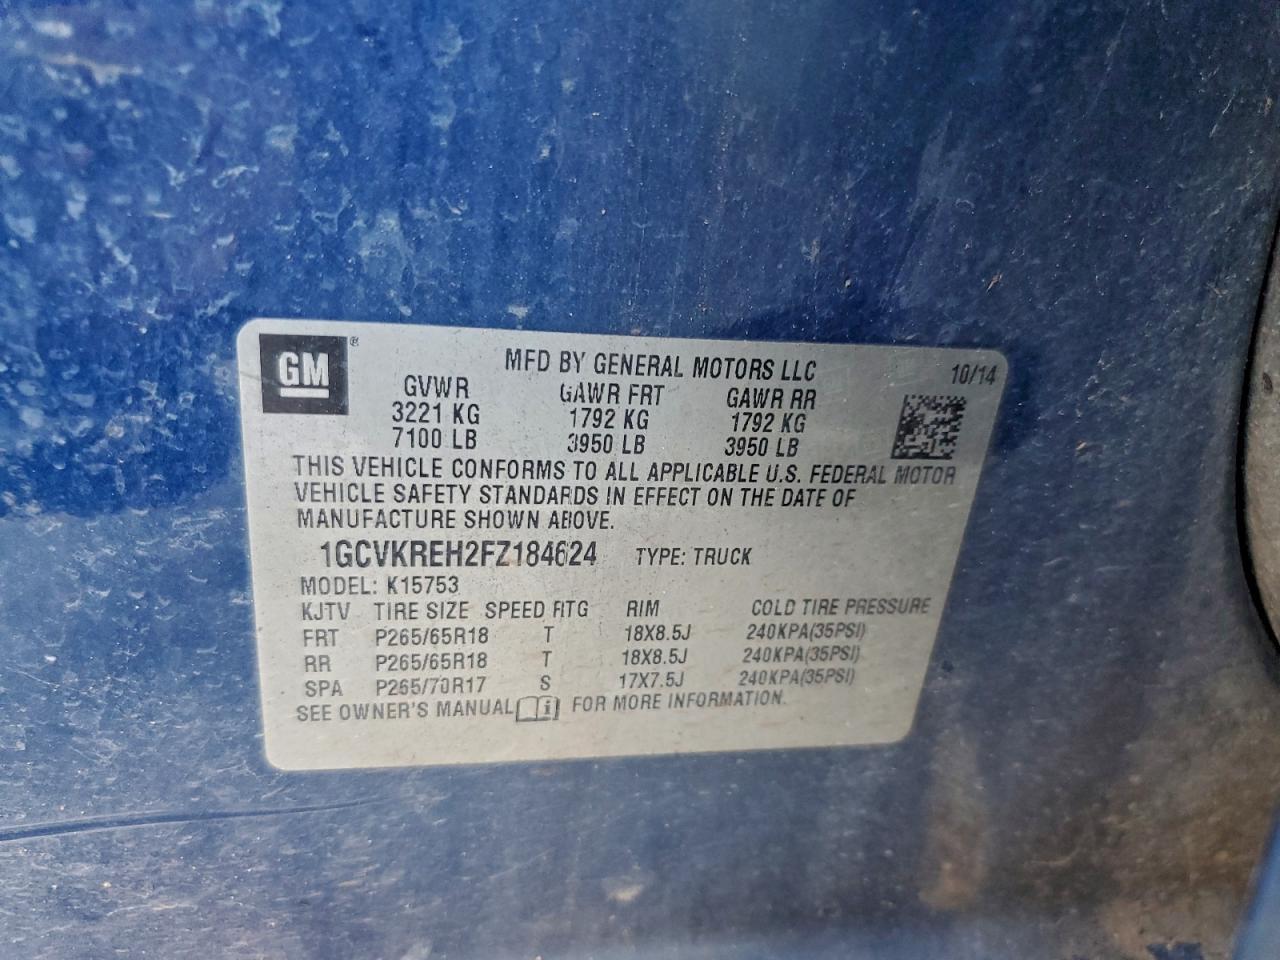 GM ®
MFD BY GENERAL MOTORS LLC 10/14
GVWR GAWR FRT GAWR RR
3221 KG 1792 KG 1792 KG
7100 LB 3950 LB 3950 LB
THIS VEHICLE CONFORMS TO ALL APPLICABLE U.S. FEDERAL MOTOR
VEHICLE SAFETY STANDARDS IN EFFECT ON THE DATE OF
MANUFACTURE SHOWN ABOVE.
1GCVKREH2FZ184624 TYPE: TRUCK
MODEL: K15753
KJTV TIRE SIZE SPEED RTG RIM COLD TIRE PRESSURE
FRT P265/65R18 T 18X8.5J 240KPA(35PSI)
RR P265/65R18 T 18X8.5J 240KPA(35PSI)
SPA P265/70R17 S 17X7.5J 240KPA(35PSI)
SEE OWNER'S MANUAL i FOR MORE INFORMATION.